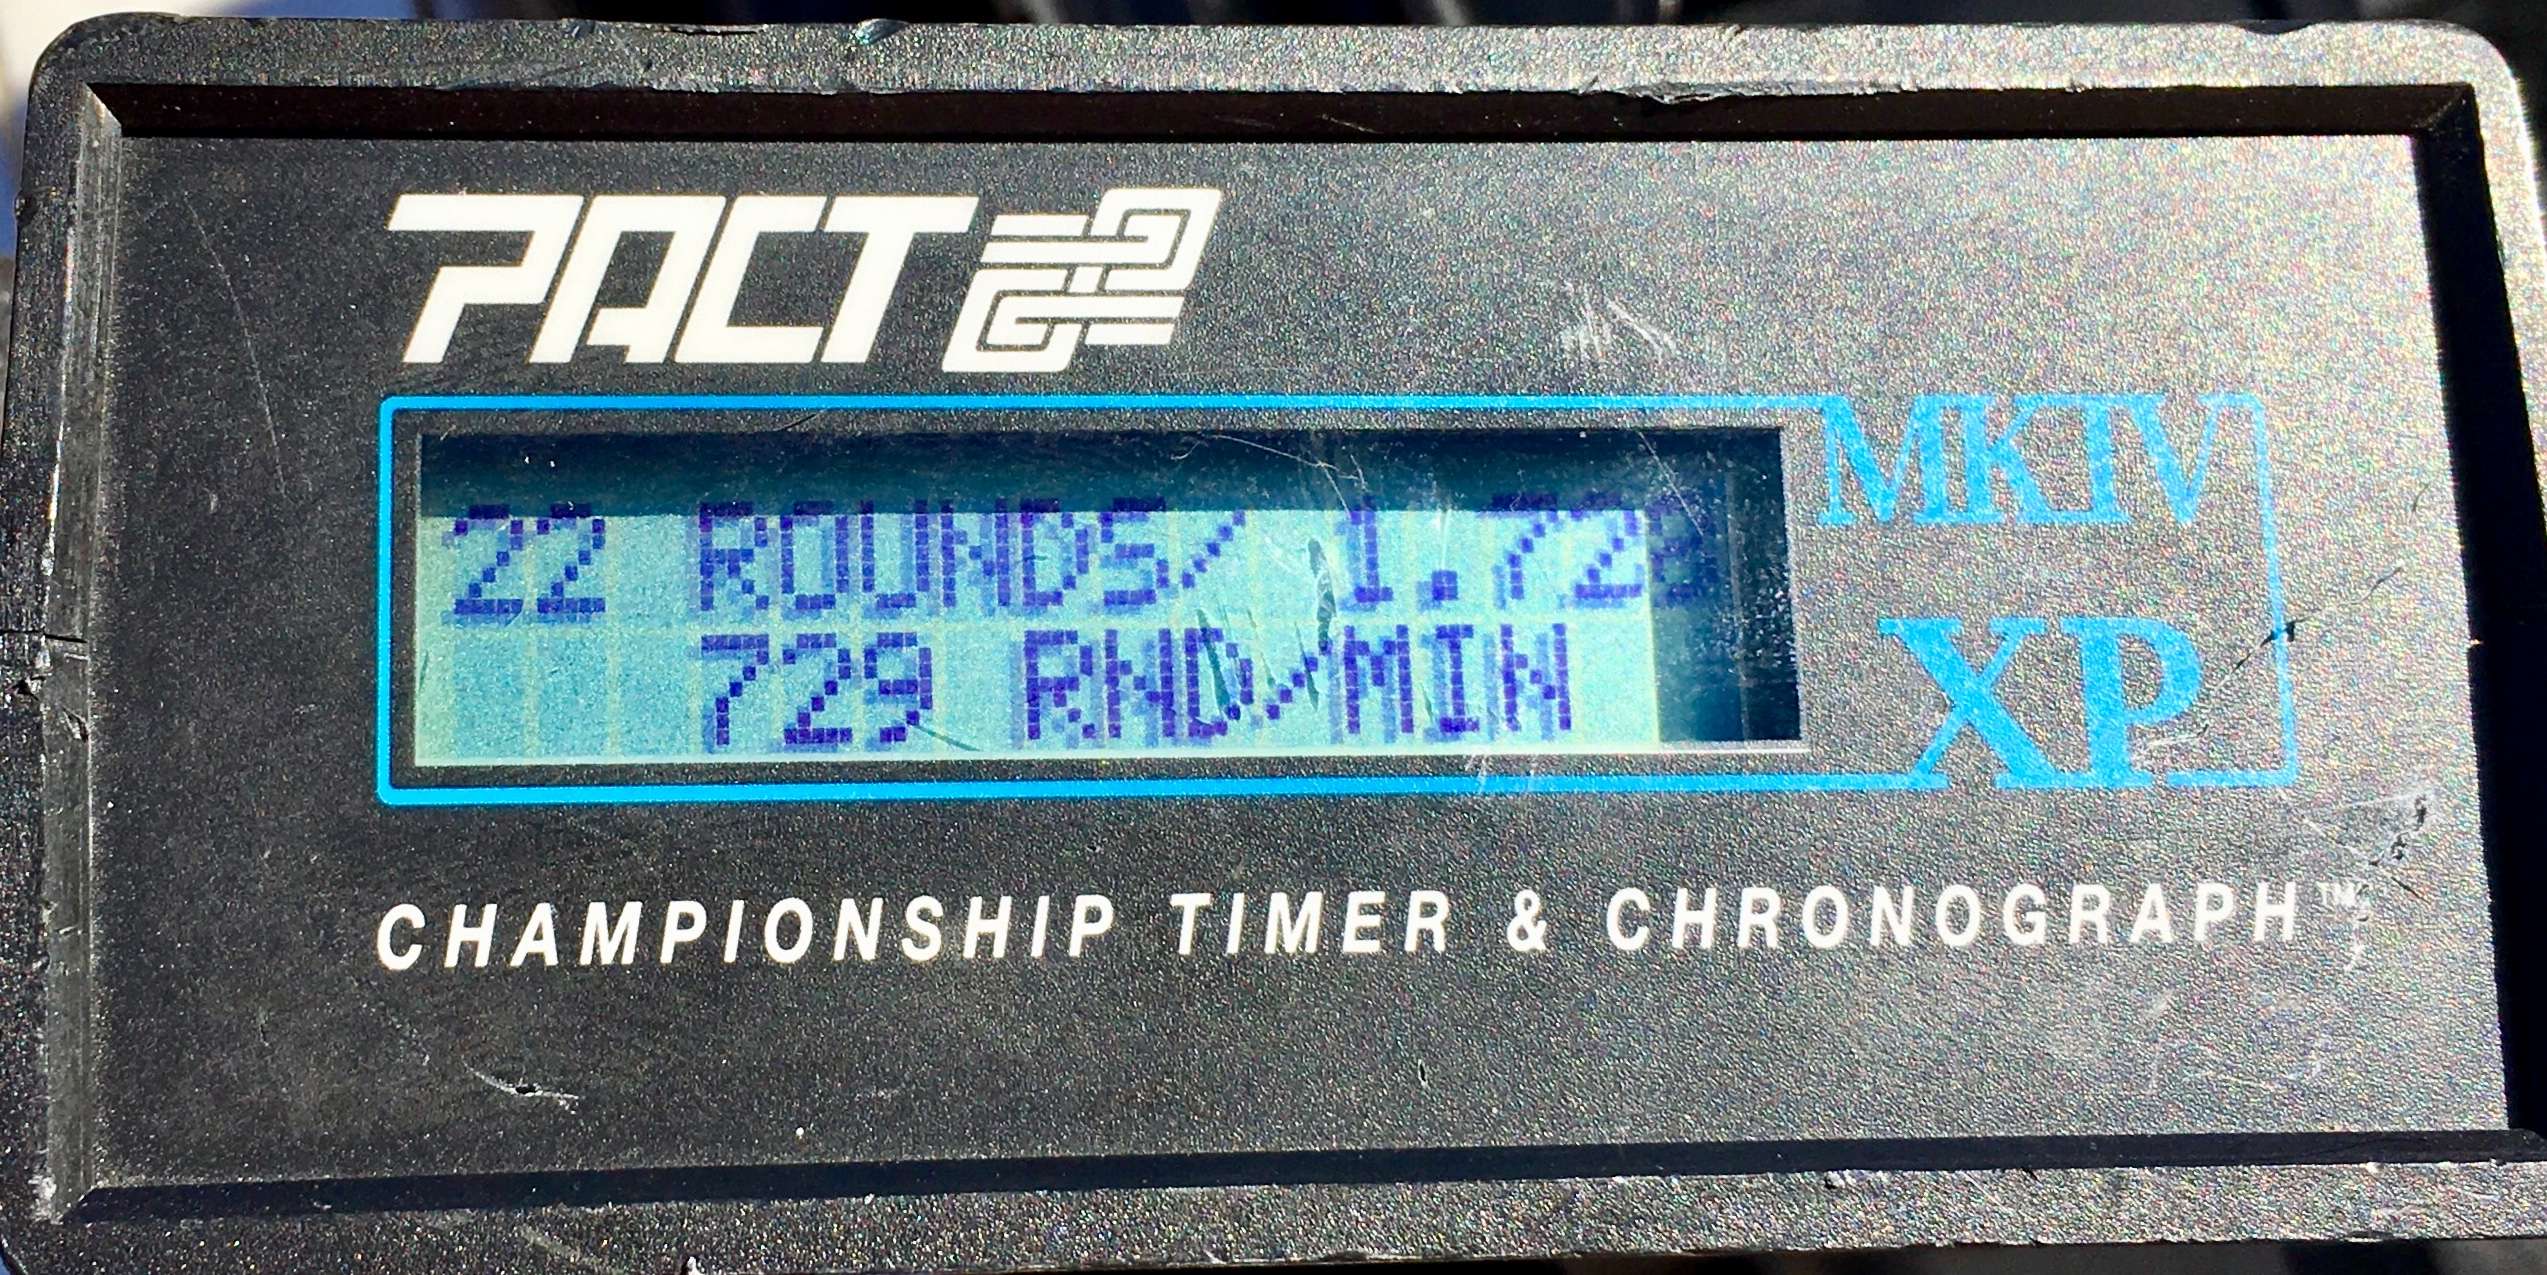 PACT
MKIV
22 ROUNDS/ 1.728
729 RND/MIN
XP
CHAMPIONSHIP TIMER & CHRONOGRAPH™